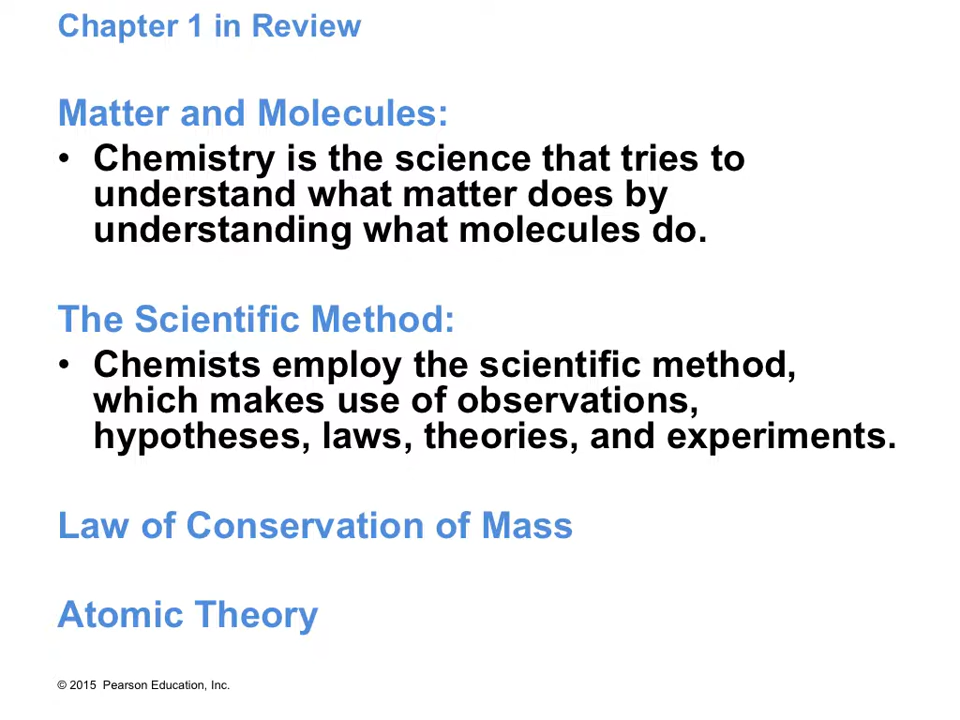 Chapter 1 in Review
Matter and Molecules:
• Chemistry is the science that tries to
understand what matter does by
understanding what molecules do.
The Scientific Method:
• Chemists employ the scientific method,
which makes use of observations,
hypotheses, laws, theories, and experiments.
Law of Conservation of Mass
Atomic Theory
© 2015 Pearson Education, Inc.